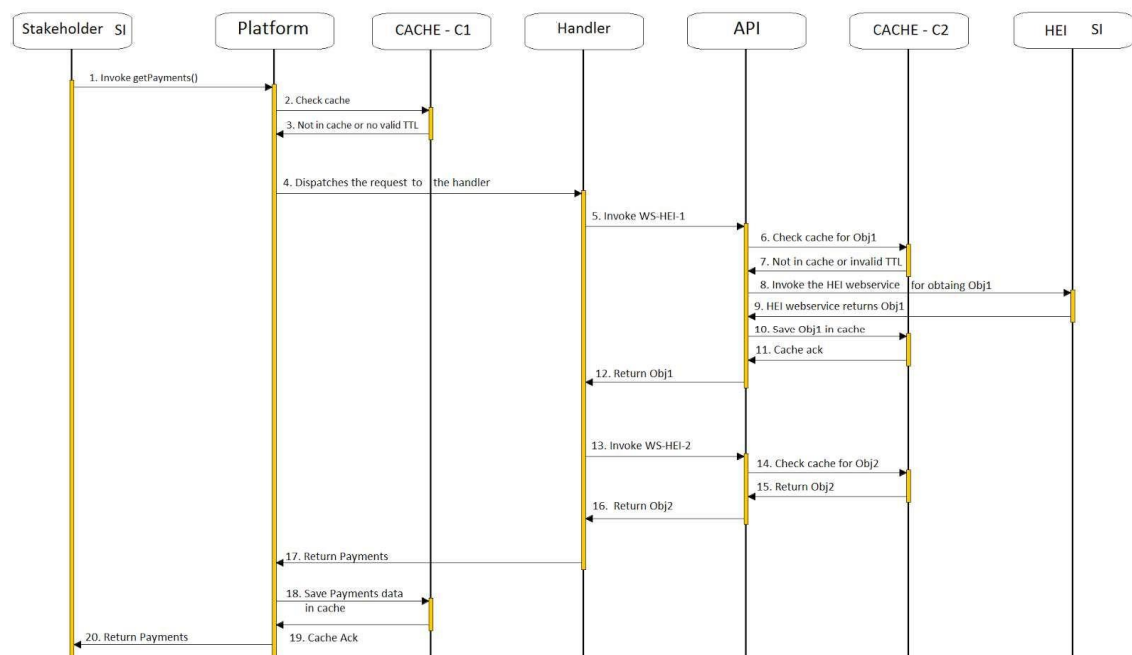 Stakeholder SI
Platform
CACHE - C1
Handler
API
CACHE - C2
HEI SI
1. Invoke getPayments()
2. Check cache
3. Not in cache or no valid TTL
4. Dispatches the request to the handler
5. Invoke WS-HEI-1
6. Check cache for Obj1
7. Not in cache or invalid TTL
8. Invoke the HEI webservice for obtaing Obj1
9. HEI webservice returns Obj1
10. Save Obj1 in cache
11. Cache ack
12. Return Obj1
13. Invoke WS-HEI-2
14. Check cache for Obj2
15. Return Obj2
16. Return Obj2
17. Return Payments
18. Save Payments data
in cache
19. Cache Ack
20. Return Payments